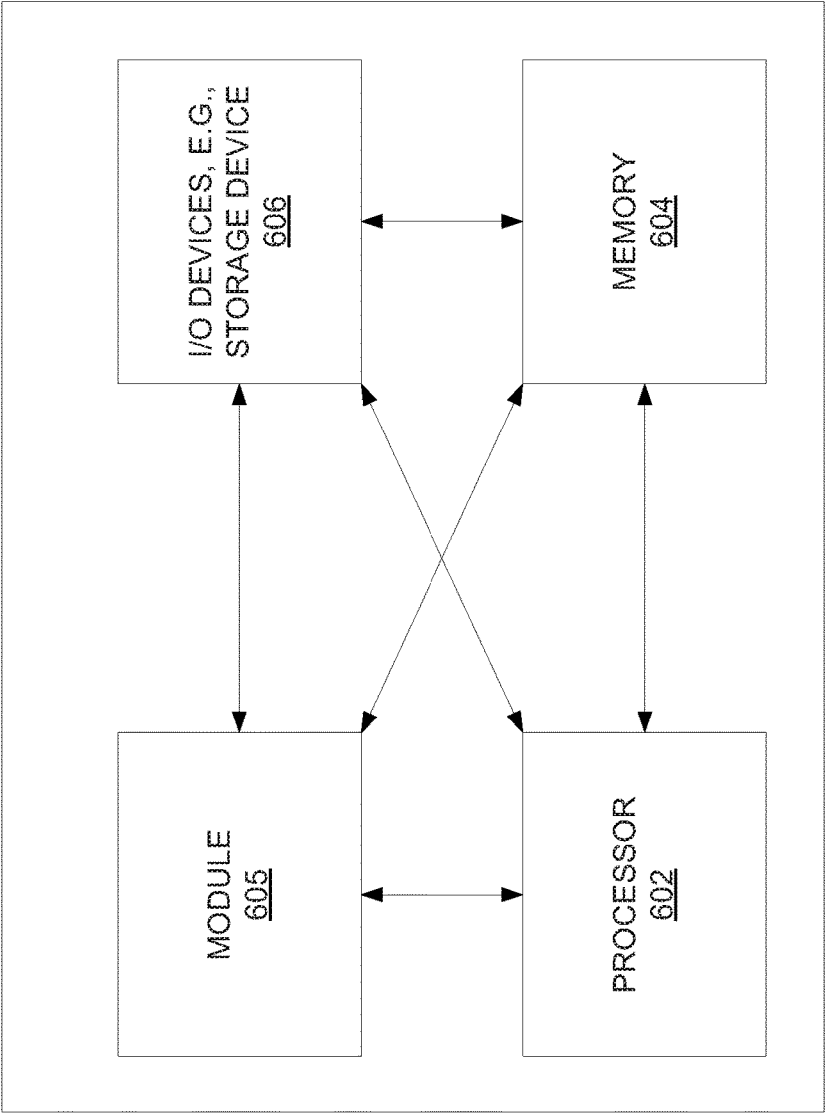 MODULE
605
I/O DEVICES, E.G.,
STORAGE DEVICE
606
PROCESSOR
602
MEMORY
604